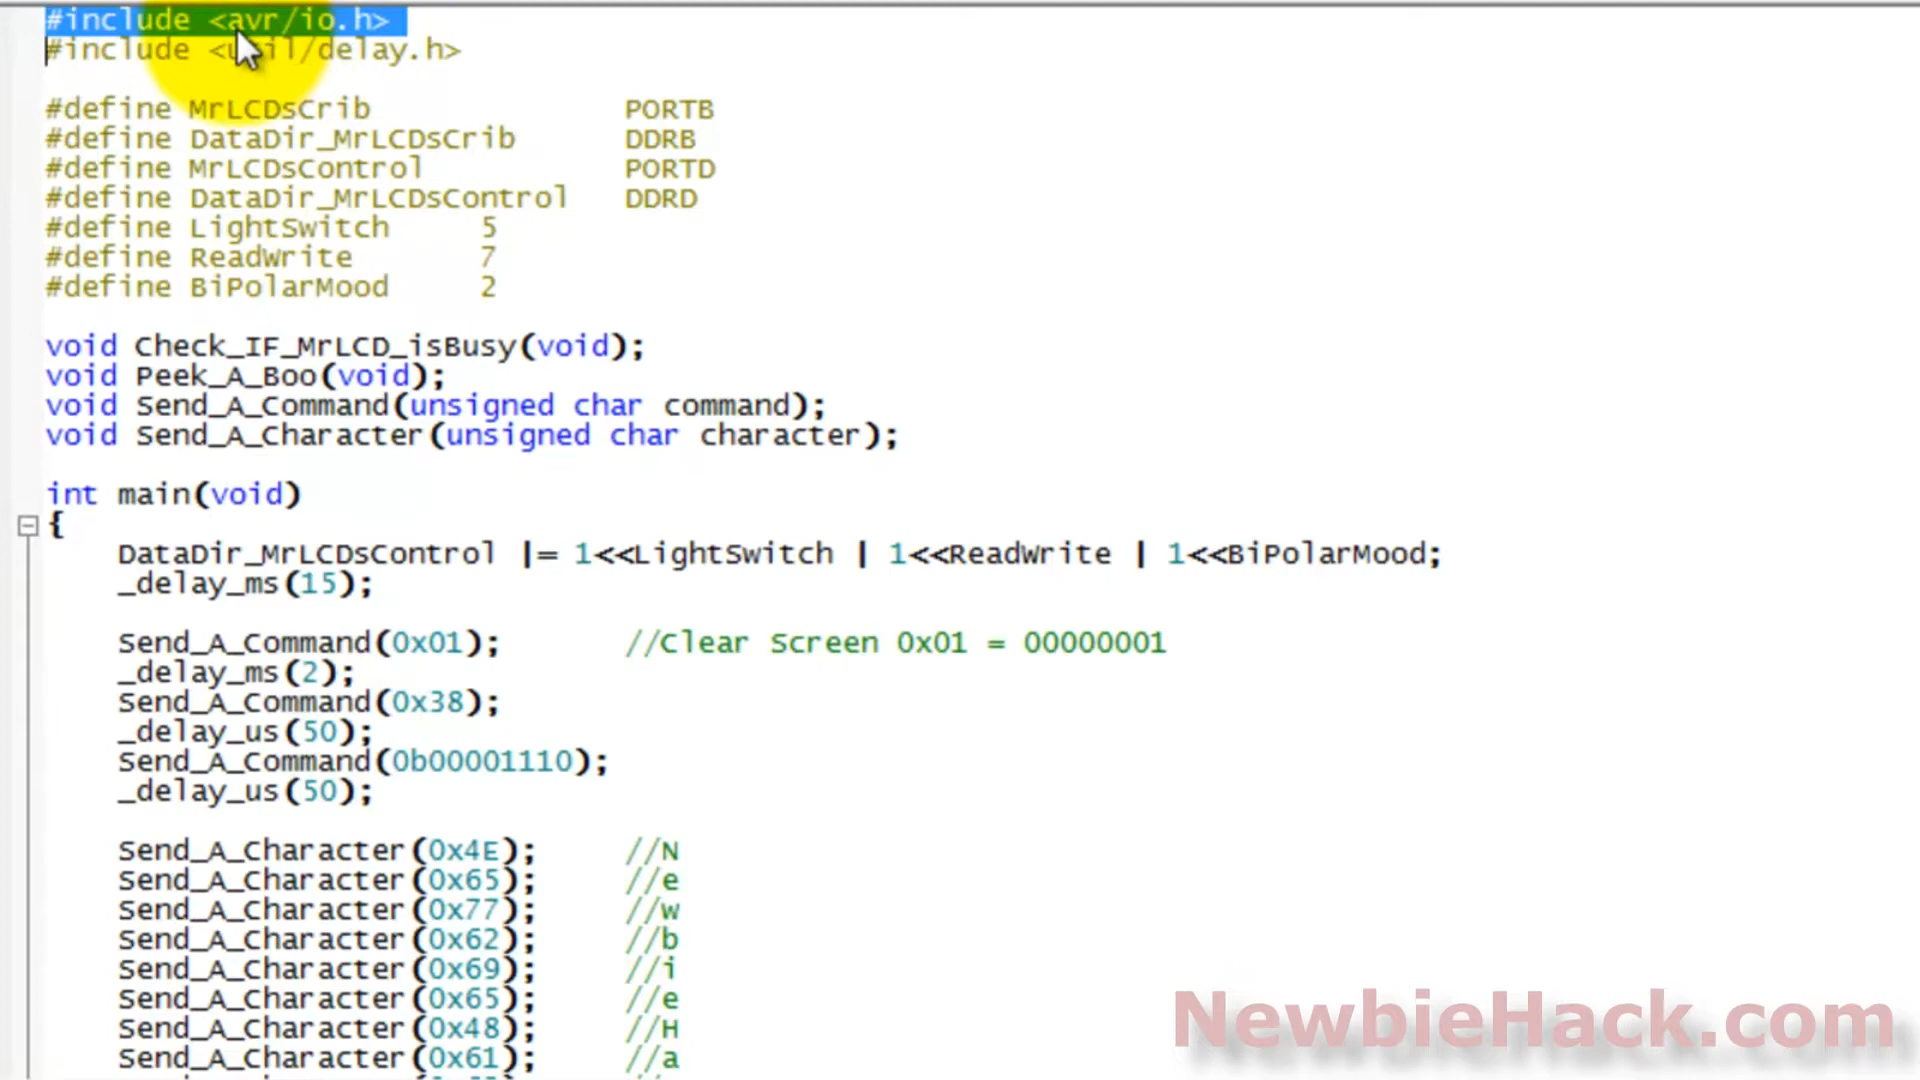 #include <avr/io.h>
#include <util/delay.h>
#define MrLCDsCrib PORTB
#define DataDir_MrLCDsCrib DDRB
#define MrLCDsControl PORTD
#define DataDir_MrLCDsControl DDRD
#define LightSwitch 5
#define ReadWrite 7
#define BiPolarMood 2
void Check_IF_MrLCD_isBusy(void);
void Peek_A_Boo(void);
void Send_A_Command(unsigned char command);
void Send_A_Character(unsigned char character);
int main(void)
{
DataDir_MrLCDsControl |= 1<<LightSwitch | 1<<ReadWrite | 1<<BiPolarMood;
_delay_ms(15);
Send_A_Command(0x01); //Clear Screen 0x01 = 00000001
_delay_ms(2);
Send_A_Command(0x38);
_delay_us(50);
Send_A_Command(0b00001110);
_delay_us(50);
Send_A_Character(0x4E); //N
Send_A_Character(0x65); //e
Send_A_Character(0x77); //w
Send_A_Character(0x62); //b
Send_A_Character(0x69); //i
Send_A_Character(0x65); //e
Send_A_Character(0x48); //H
Send_A_Character(0x61); //a
NewbieHack.com